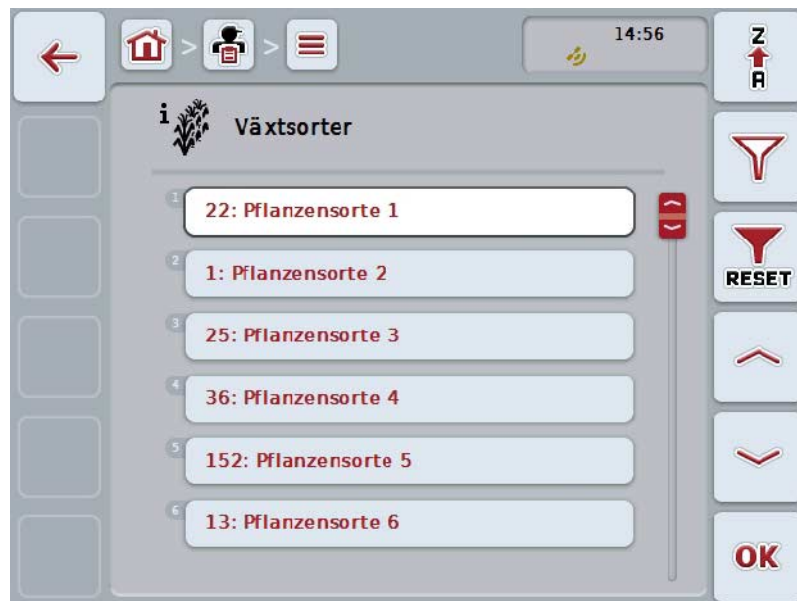 14:56
Z
A
i
Växtsorter
1
22: Pflanzensorte 1
2
1: Pflanzensorte 2
RESET
3
25: Pflanzensorte 3
4
36: Pflanzensorte 4
5
152: Pflanzensorte 5
6
13: Pflanzensorte 6
OK